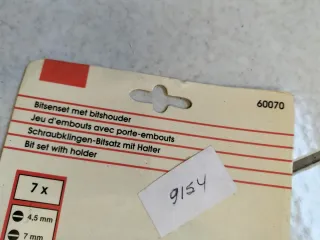 60070
Bitsenset met bitshouder
Jeu d'embouts avec porte-embouts
Schraubklingen-Bitsatz mit Halter
Bit set with holder
7 x
9154
4,5 mm
7 mm